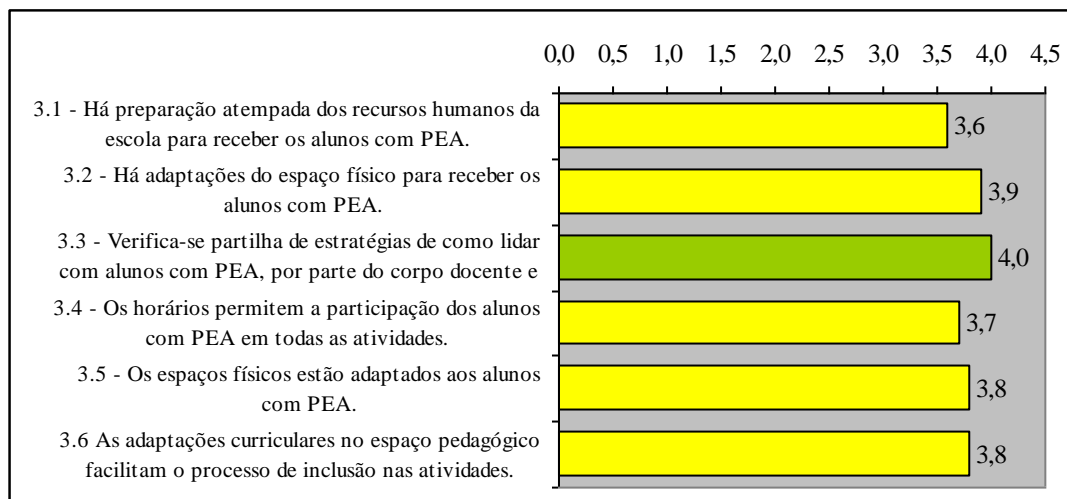 0,0 0,5 1,0 1,5 2,0 2,5 3,0 3,5 4,0 4,5
3.1 - Há preparação atempada dos recursos humanos da
escola para receber os alunos com PEA.
3,6
3.2 - Há adaptações do espaço físico para receber os
alunos com PEA.
3,9
3.3 - Verifica-se partilha de estratégias de como lidar
com alunos com PEA, por parte do corpo docente e
4,0
3.4 - Os horários permitem a participação dos alunos
com PEA em todas as atividades.
3,7
3.5 - Os espaços físicos estão adaptados aos alunos
com PEA.
3,8
3.6 As adaptações curriculares no espaço pedagógico
facilitam o processo de inclusão nas atividades.
3,8